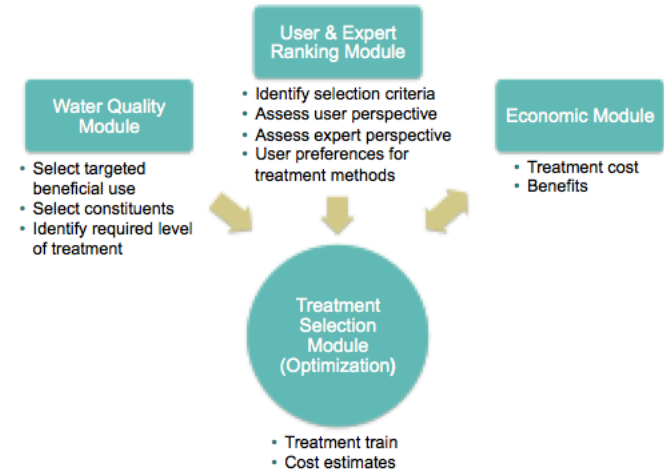 User & Expert
Ranking Module
• Identify selection criteria
• Assess user perspective
• Assess expert perspective
• User preferences for
treatment methods
Water Quality
Module
• Select targeted
beneficial use
• Select constituents
• Identify required level
of treatment
Economic Module
• Treatment cost
• Benefits
Treatment
Selection
Module
(Optimization)
• Treatment train
• Cost estimates